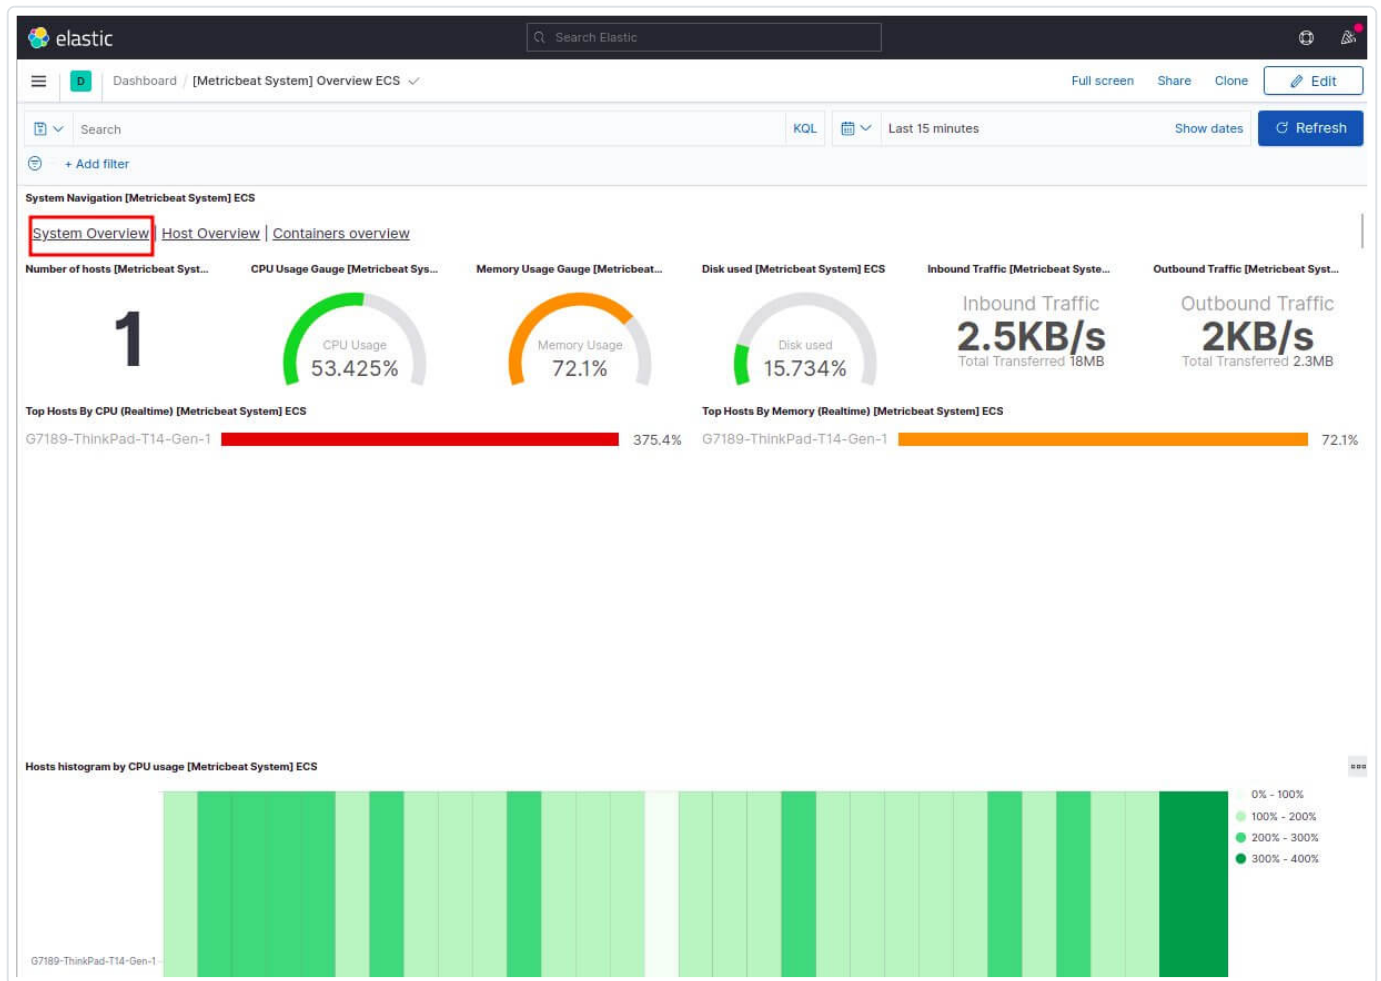 elastic
Search Elastic
D Dashboard / [Metricbeat System] Overview ECS
Full screen Share Clone Edit
Search KQL Last 15 minutes Show dates Refresh
+ Add filter
System Navigation [Metricbeat System] ECS
System Overview | Host Overview | Containers overview
Number of hosts [Metricbeat Syst...
1
CPU Usage Gauge [Metricbeat Sys...
CPU Usage
53.425%
Memory Usage Gauge [Metricbeat...
Memory Usage
72.1%
Disk used [Metricbeat System] ECS
Disk used
15.734%
Inbound Traffic [Metricbeat Syste...
Inbound Traffic
2.5KB/s
Total Transferred 18MB
Outbound Traffic [Metricbeat Syst...
Outbound Traffic
2KB/s
Total Transferred 2.3MB
Top Hosts By CPU (Realtime) [Metricbeat System] ECS
G7189-ThinkPad-T14-Gen-1 375.4%
Top Hosts By Memory (Realtime) [Metricbeat System] ECS
G7189-ThinkPad-T14-Gen-1 72.1%
Hosts histogram by CPU usage [Metricbeat System] ECS
0% - 100%
100% - 200%
200% - 300%
300% - 400%
G7189-ThinkPad-T14-Gen-1